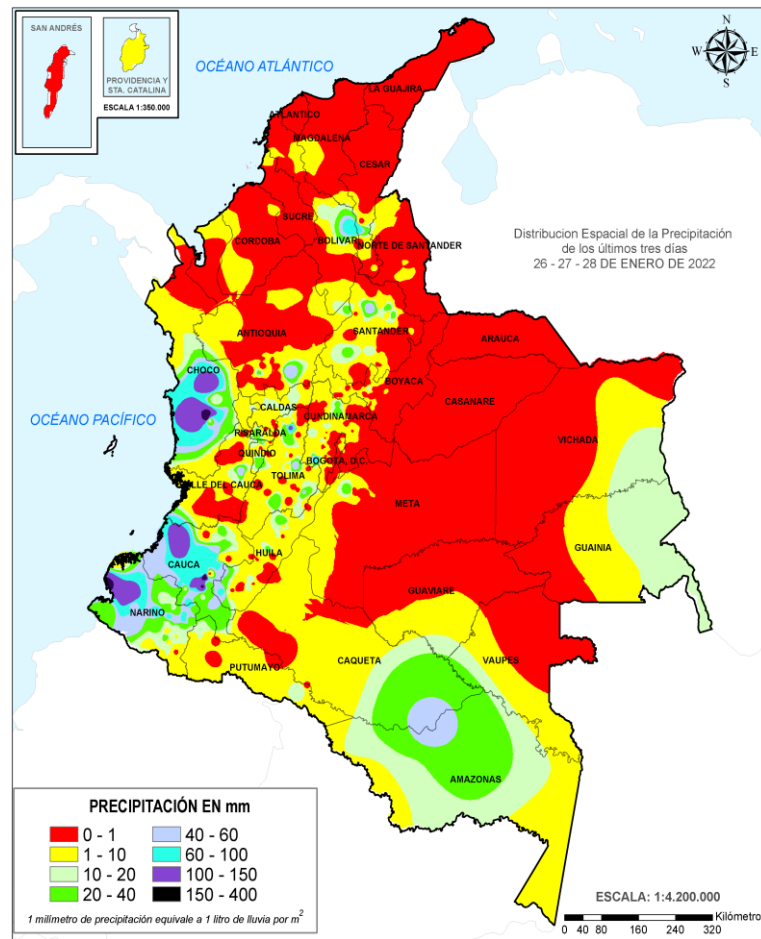 SAN ANDRÉS
PROVIDENCIA Y
STA. CATALINA
ESCALA 1:350.000
N
W
E
S
OCÉANO ATLÁNTICO
LA GUAJIRA
ATLANTICO
MAGDALENA
CESAR
SUCRE
CORDOBA
BOLIVAR
NORTE DE SANTANDER
Distribucion Espacial de la Precipitación
de los últimos tres días
26 - 27 - 28 DE ENERO DE 2022
ANTIOQUIA
SANTANDER
ARAUCA
CHOCO
BOYACA
CASANARE
OCÉANO PACÍFICO
CALDAS
CUNDINAMARCA
RISARALDA
VICHADA
QUINDIO
BOGOTA, D.C.
TOLIMA
VALLE DEL CAUCA
META
GUAINIA
HUILA
CAUCA
GUAVIARE
NARINO
CAQUETA
VAUPES
PUTUMAYO
AMAZONAS
PRECIPITACIÓN EN mm
0 - 1
40 - 60
1 - 10
60 - 100
10 - 20
100 - 150
20 - 40
150 - 400
1 milímetro de precipitación equivale a 1 litro de lluvia por m²
ESCALA: 1:4.200.000
Kilómetros
0 40 80 160 240 320